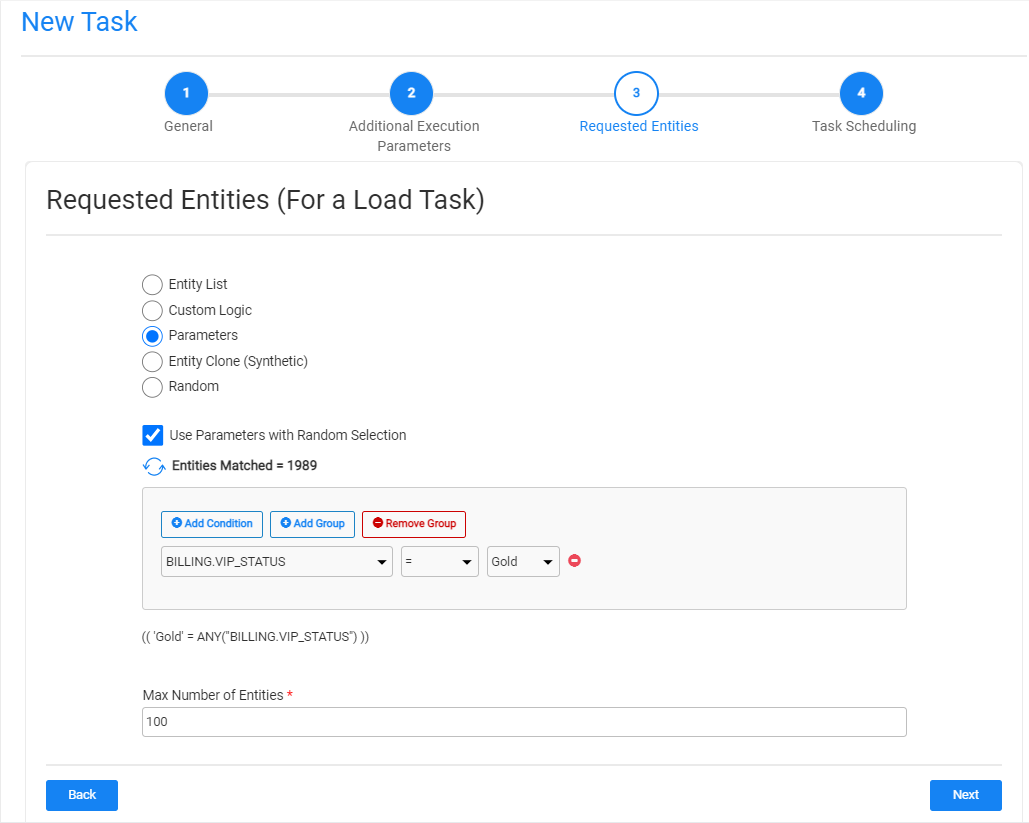 New Task
1
2
3
4
General
Additional Execution
Parameters
Requested Entities
Task Scheduling
Requested Entities (For a Load Task)
Entity List
Custom Logic
Parameters
Entity Clone (Synthetic)
Random
Use Parameters with Random Selection
Entities Matched = 1989
Add Condition
Add Group
Remove Group
BILLING.VIP_STATUS
=
Gold
(( 'Gold' = ANY("BILLING.VIP_STATUS") ))
Max Number of Entities *
100
Back
Next